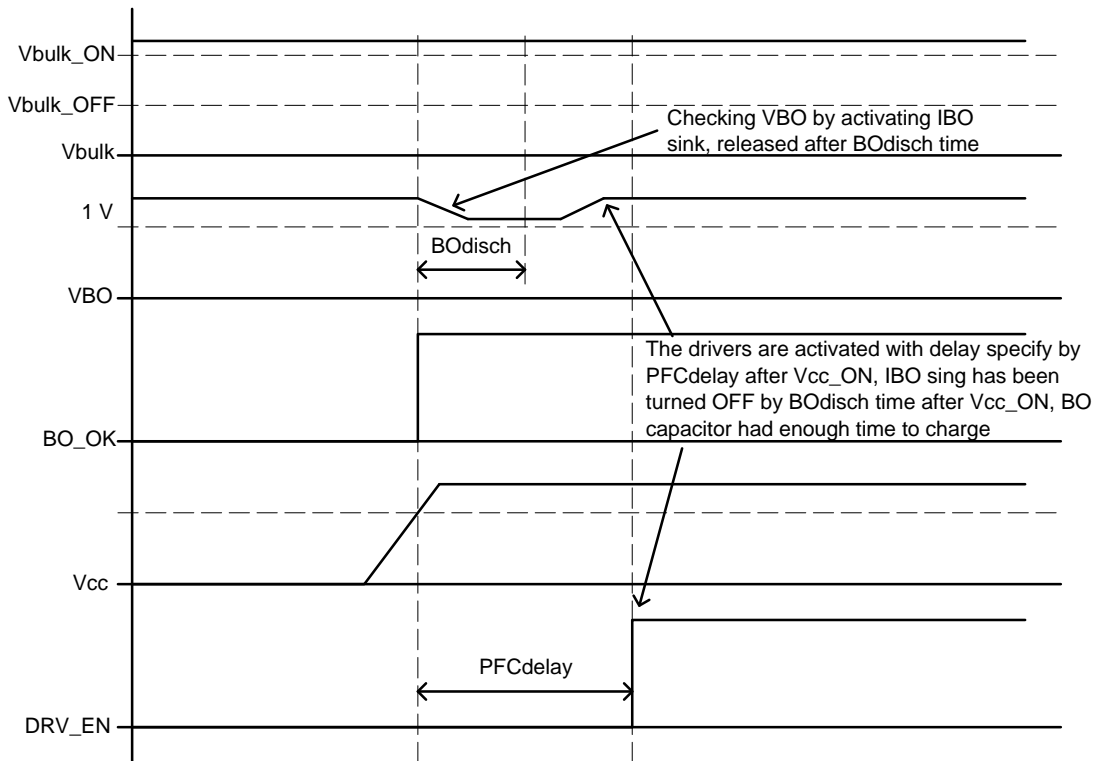 Vbulk_ON
Vbulk_OFF
Checking VBO by activating IBO
sink, released after BOdisch time
Vbulk
1 V
BOdisch
VBO
The drivers are activated with delay specify by
PFCdelay after Vcc_ON, IBO sing has been
turned OFF by BOdisch time after Vcc_ON, BO
capacitor had enough time to charge
BO_OK
Vcc
PFCdelay
DRV_EN